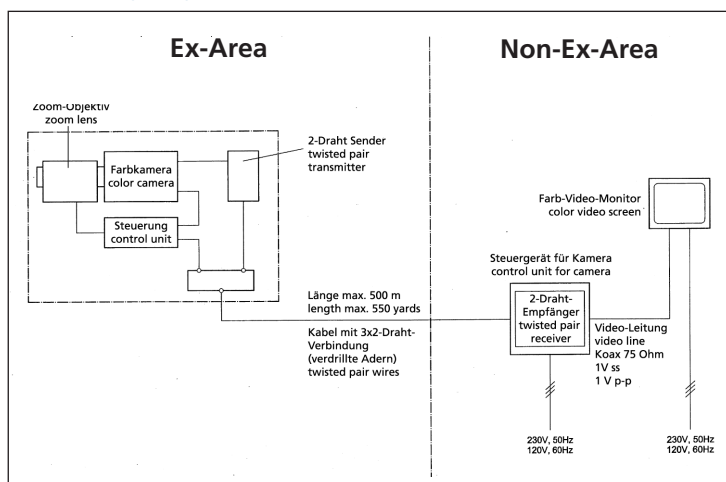 Ex-Area
Non-Ex-Area
Zoom-Objektiv
zoom lens
Farbkamera
color camera
Steuerung
control unit
2-Draht Sender
twisted pair
transmitter
Länge max. 500 m
length max. 550 yards
Kabel mit 3x2-Draht-
Verbindung
(verdrillte Adern)
twisted pair wires
Farb-Video-Monitor
color video screen
Steuergerät für Kamera
control unit for camera
2-Draht-
Empfänger
twisted pair
receiver
Video-Leitung
video line
Koax 75 Ohm
1V ss
1 V p-p
230V, 50Hz
120V, 60Hz
230V, 50Hz
120V, 60Hz